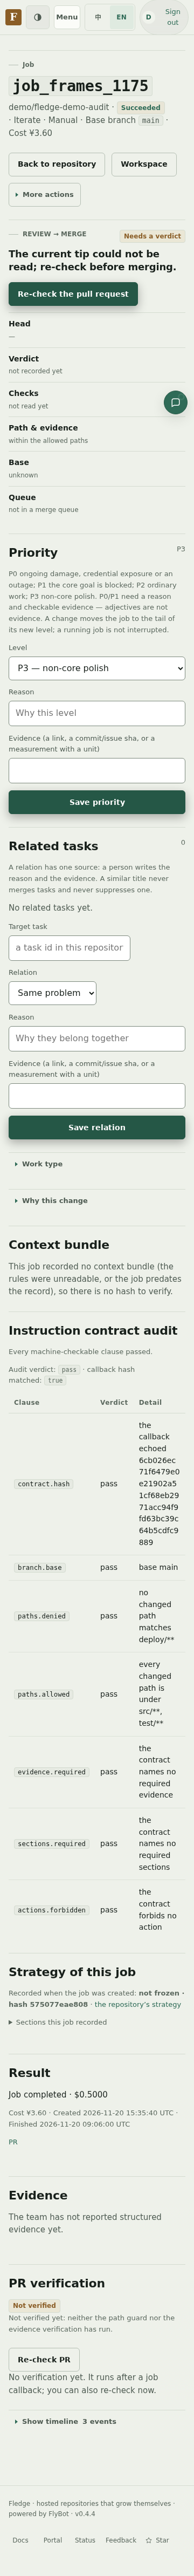 F
Menu
中
EN
D
Sign out
Job
job_frames_1175
demo/fledge-demo-audit · Succeeded
· Iterate · Manual · Base branch main ·
Cost ¥3.60
Back to repository
Workspace
More actions
REVIEW → MERGE
Needs a verdict
The current tip could not be
read; re-check before merging.
Re-check the pull request
Head
—
Verdict
not recorded yet
Checks
not read yet
Path & evidence
within the allowed paths
Base
unknown
Queue
not in a merge queue
Priority
P3
P0 ongoing damage, credential exposure or an
outage; P1 the core goal is blocked; P2 ordinary
work; P3 non-core polish. P0/P1 need a reason
and checkable evidence — adjectives are not
evidence. A change moves the job to the tail of
its new level; a running job is not interrupted.
Level
P3 — non-core polish
Reason
Why this level
Evidence (a link, a commit/issue sha, or a
measurement with a unit)
Save priority
Related tasks
0
A relation has one source: a person writes the
reason and the evidence. A similar title never
merges tasks and never suppresses one.
No related tasks yet.
Target task
a task id in this repositor
Relation
Same problem
Reason
Why they belong together
Evidence (a link, a commit/issue sha, or a
measurement with a unit)
Save relation
Work type
Why this change
Context bundle
This job recorded no context bundle (the
rules were unreadable, or the job predates
the record), so there is no hash to verify.
Instruction contract audit
Every machine-checkable clause passed.
Audit verdict: pass · callback hash
matched: true
Clause Verdict Detail
contract.hash pass the
callback
echoed
6cb026ec
71f6479e0
e21902a5
1cf68eb29
71acc94f9
fd63bc39c
64b5cdfc9
889
branch.base pass base main
paths.denied pass no
changed
path
matches
deploy/**
paths.allowed pass every
changed
path is
under
src/**,
test/**
evidence.required pass the
contract
names no
required
evidence
sections.required pass the
contract
names no
required
sections
actions.forbidden pass the
contract
forbids no
action
Strategy of this job
Recorded when the job was created: not frozen ·
hash 575077eae808 · the repository's strategy
Sections this job recorded
Result
Job completed · $0.5000
Cost ¥3.60 · Created 2026-11-20 15:35:40 UTC ·
Finished 2026-11-20 09:06:00 UTC
PR
Evidence
The team has not reported structured
evidence yet.
PR verification
Not verified
Not verified yet: neither the path guard nor the
evidence verification has run.
Re-check PR
No verification yet. It runs after a job
callback; you can also re-check now.
Show timeline 3 events
Fledge · hosted repositories that grow themselves ·
powered by FlyBot · v0.4.4
Docs Portal Status Feedback ☆ Star